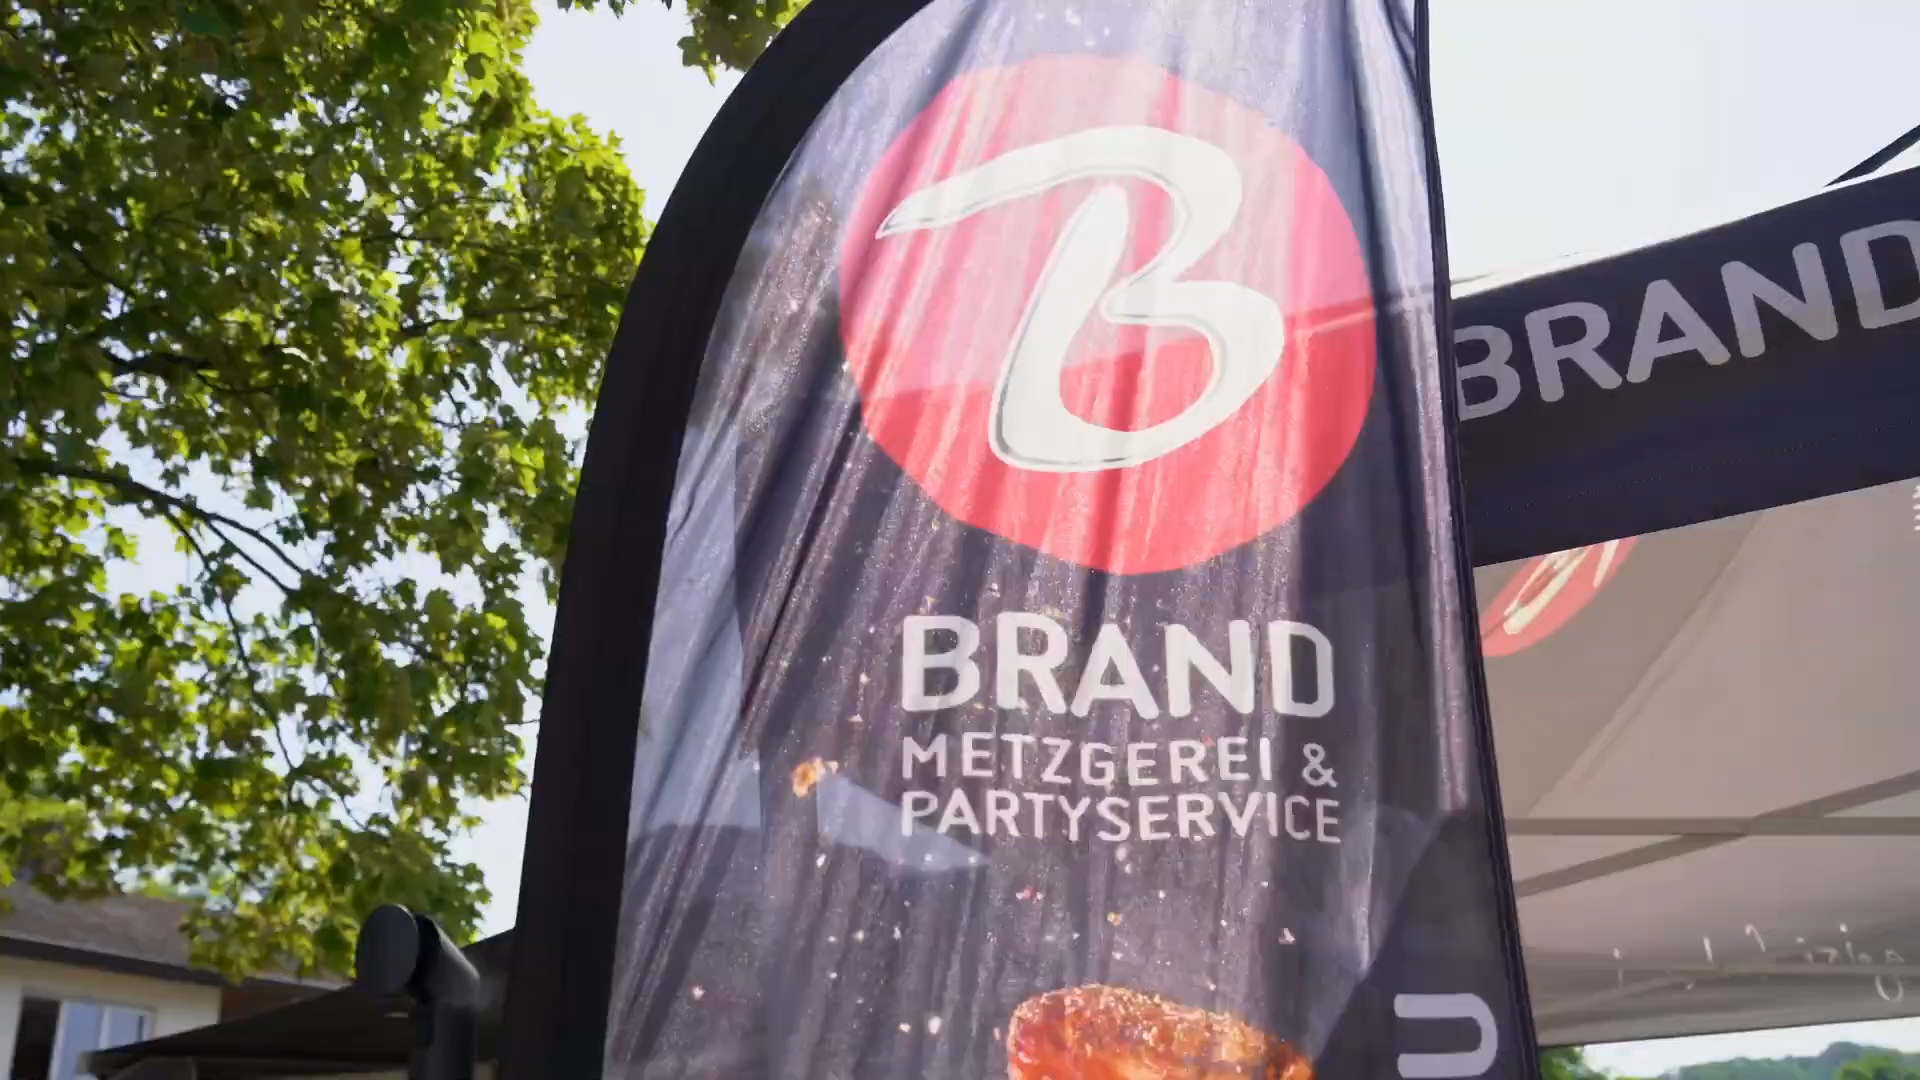 B
BRAND
METZGEREI &
PARTYSERVICE
BRAND